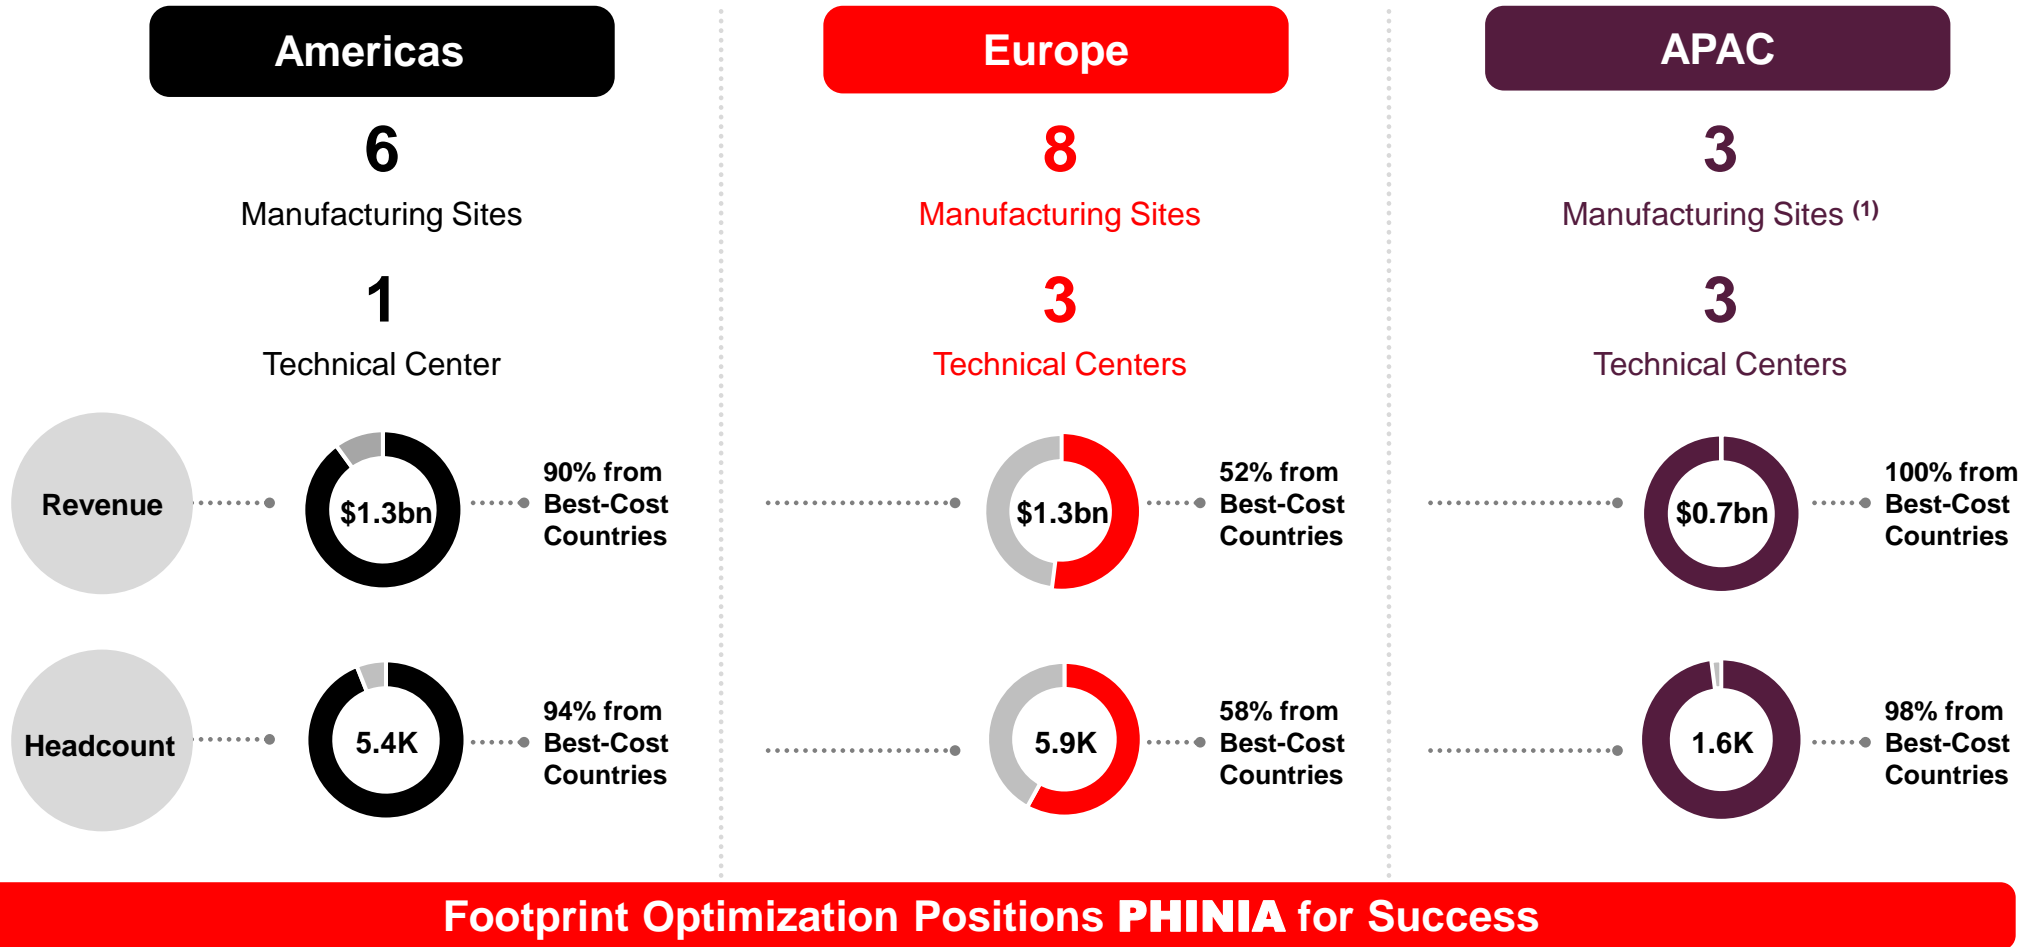 Americas
6
Manufacturing Sites
1
Technical Center
Europe
8
Manufacturing Sites
3
Technical Centers
APAC
3
Manufacturing Sites (1)
3
Technical Centers
Revenue
$1.3bn
90% from
Best-Cost
Countries
$1.3bn
52% from
Best-Cost
Countries
$0.7bn
100% from
Best-Cost
Countries
Headcount
5.4K
94% from
Best-Cost
Countries
5.9K
58% from
Best-Cost
Countries
1.6K
98% from
Best-Cost
Countries
Footprint Optimization Positions PHINIA for Success